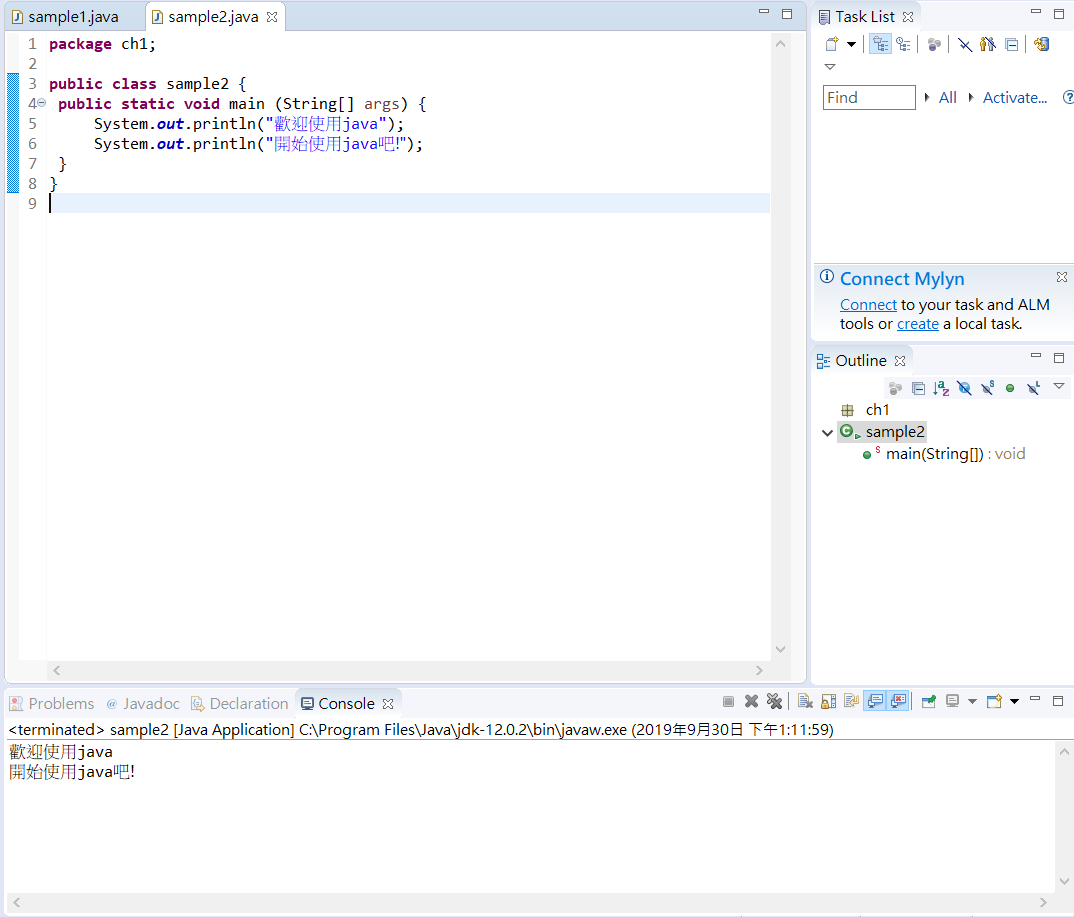 sample1.java
sample2.java
1 package ch1;
2
3 public class sample2 {
4 public static void main (String[] args) {
5 System.out.println("歡迎使用java");
6 System.out.println("開始使用java吧!");
7 }
8 }
9
Task List
Find
All
Activate...
Connect Mylyn
Connect to your task and ALM
tools or create a local task.
Outline
ch1
sample2
main(String[]) : void
Problems
@ Javadoc
Declaration
Console
<terminated> sample2 [Java Application] C:\Program Files\Java\jdk-12.0.2\bin\javaw.exe (2019年9月30日 下午1:11:59)
歡迎使用java
開始使用java吧!